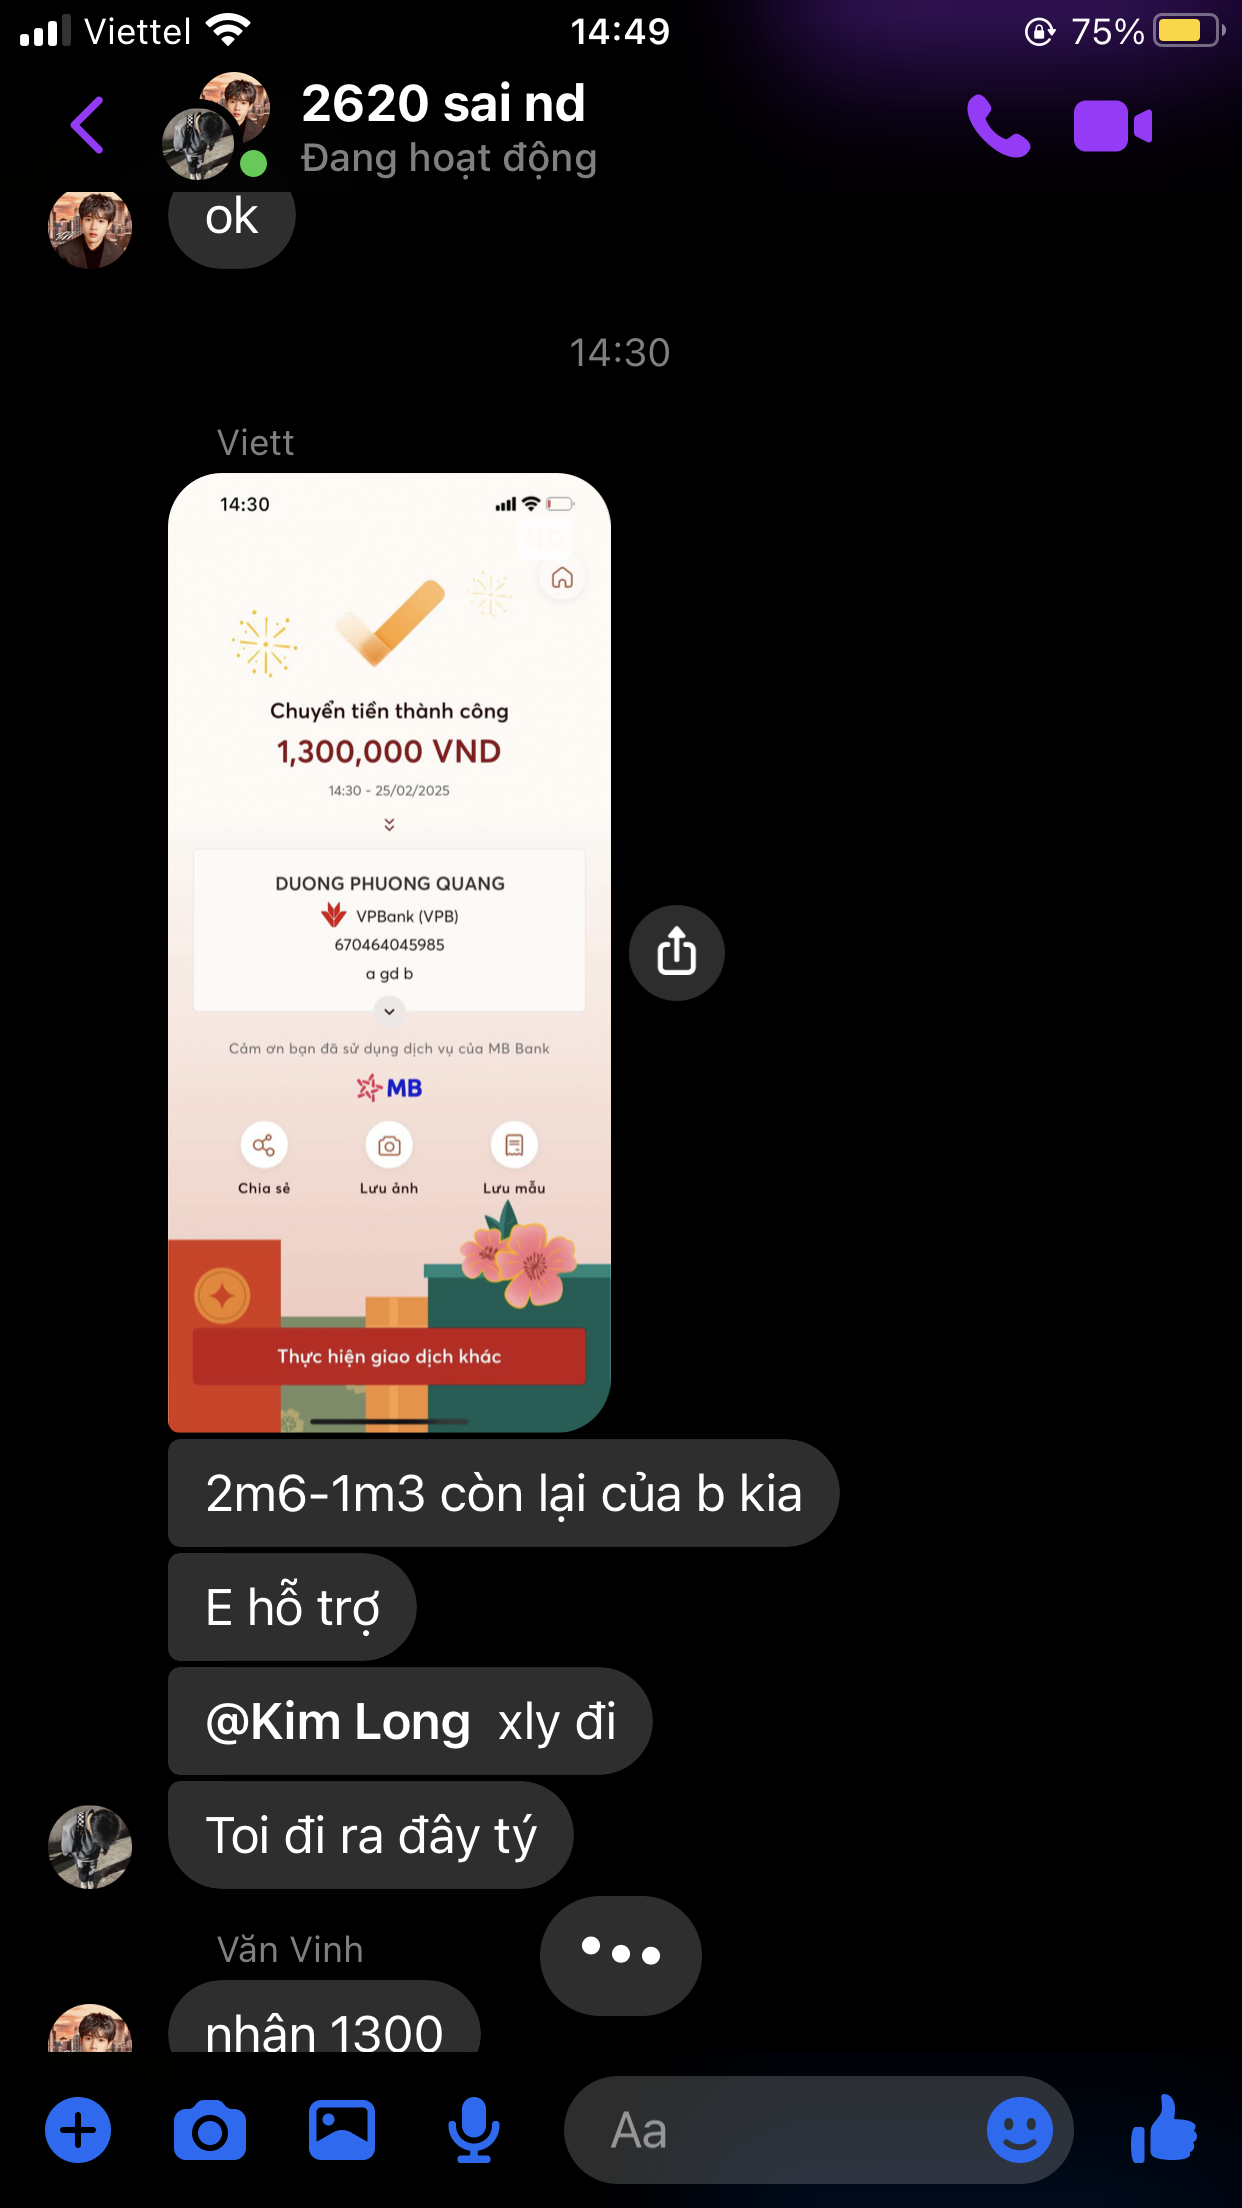 Viettel 14:49 75%
2620 sai nd
Đang hoạt động
ok
14:30
Viett
14:30
Chuyển tiền thành công
1,300,000 VND
14:30 - 25/02/2025
DUONG PHUONG QUANG
VPBank (VPB)
670464045985
a gd b
Cảm ơn bạn đã sử dụng dịch vụ của MB Bank
MB
Chia sẻ Lưu ảnh Lưu mẫu
Thực hiện giao dịch khác
2m6-1m3 còn lại của b kia
E hỗ trợ
@Kim Long xly đi
Toi đi ra đây tý
Văn Vinh
nhân 1300
Aa